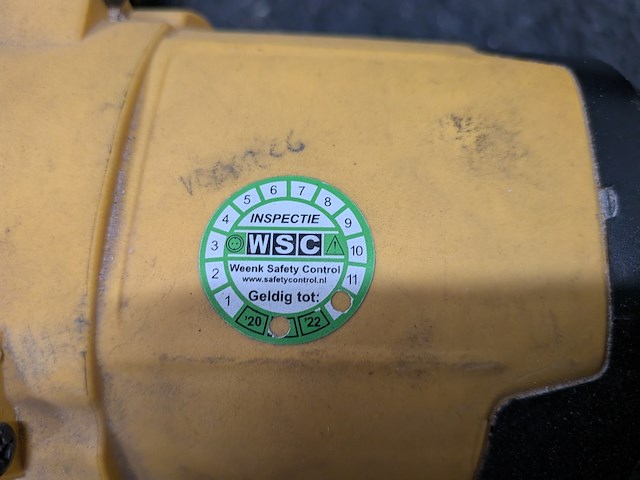 1 2 3 4 5 6 7 8 9 10 11
INSPECTIE
WSC
Weenk Safety Control
www.safetycontrol.nl
Geldig tot:
'20 '22